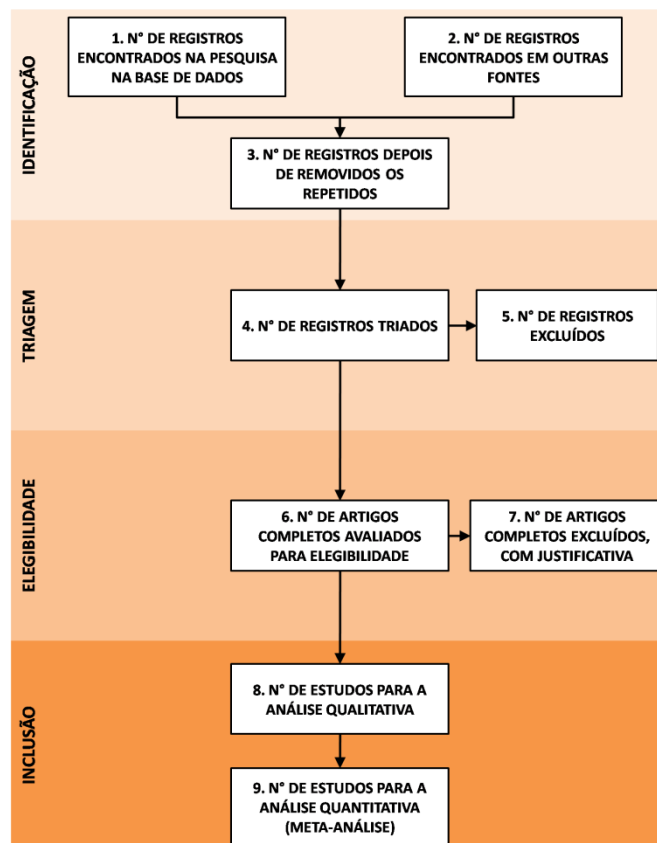 IDENTIFICAÇÃO
1. N° DE REGISTROS
ENCONTRADOS NA PESQUISA
NA BASE DE DADOS
2. N° DE REGISTROS
ENCONTRADOS EM OUTRAS
FONTES
3. N° DE REGISTROS DEPOIS
DE REMOVIDOS OS
REPETIDOS
TRIAGEM
4. N° DE REGISTROS TRIADOS
5. N° DE REGISTROS
EXCLUÍDOS
ELEGIBILIDADE
6. N° DE ARTIGOS
COMPLETOS AVALIADOS
PARA ELEGIBILIDADE
7. N° DE ARTIGOS
COMPLETOS EXCLUÍDOS,
COM JUSTIFICATIVA
INCLUSÃO
8. N° DE ESTUDOS PARA A
ANÁLISE QUALITATIVA
9. N° DE ESTUDOS PARA A
ANÁLISE QUANTITATIVA
(META-ANÁLISE)